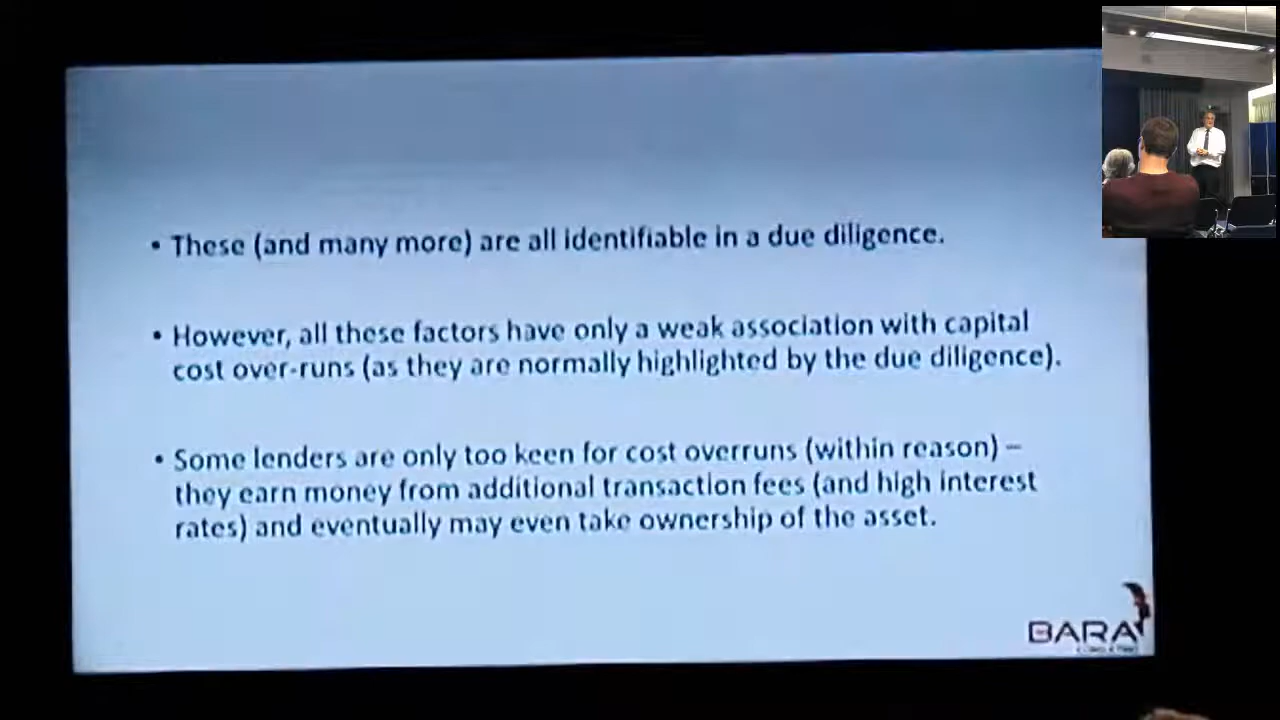 • These (and many more) are all identifiable in a due diligence.
• However, all these factors have only a weak association with capital
cost over-runs (as they are normally highlighted by the due diligence).
• Some lenders are only too keen for cost overruns (within reason) –
they earn money from additional transaction fees (and high interest
rates) and eventually may even take ownership of the asset.
BARA